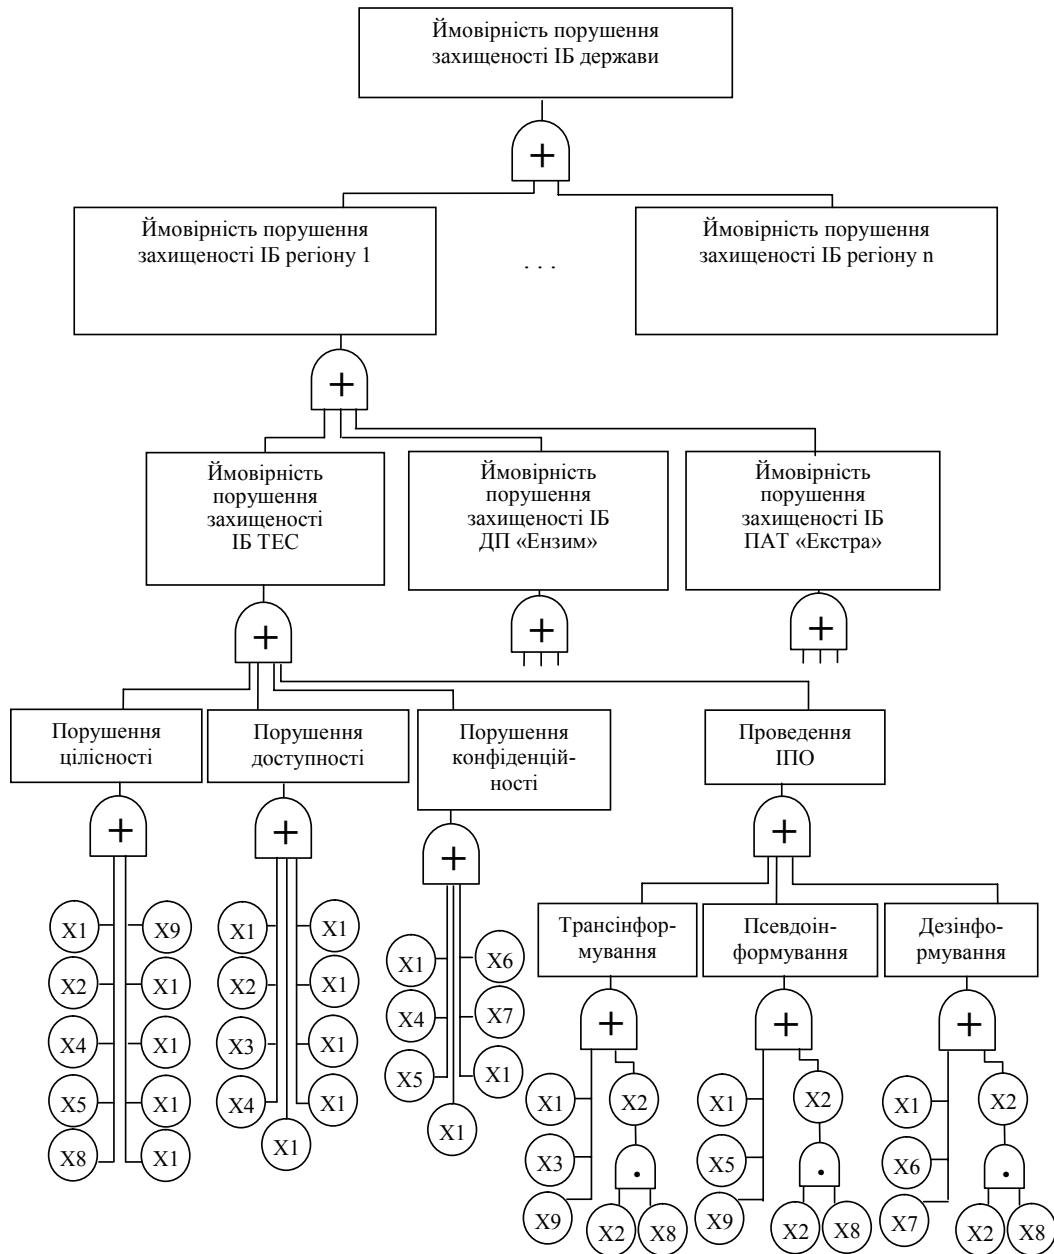 Ймовірність порушення
захищеності ІБ держави
+
Ймовірність порушення
захищеності ІБ регіону 1
. . .
Ймовірність порушення
захищеності ІБ регіону n
+
Ймовірність
порушення
захищеності
ІБ ТЕС
Ймовірність
порушення
захищеності ІБ
ДП «Ензим»
Ймовірність
порушення
захищеності ІБ
ПАТ «Екстра»
+
+
+
Порушення
цілісності
Порушення
доступності
Порушення
конфіденцій-
ності
Проведення
ІПО
+
+
+
+
X1
X9
X2
X1
X4
X1
X5
X1
X8
X1
X1
X1
X2
X1
X3
X1
X4
X1
X1
X1
X6
X4
X7
X5
X1
X1
Трансінфор-
мування
Псевдоін-
формування
Дезінфо-
рмування
+
+
+
X1
X2
X3
.
X9
X2
X8
X1
X2
X5
.
X9
X2
X8
X1
X2
X6
.
X7
X2
X8